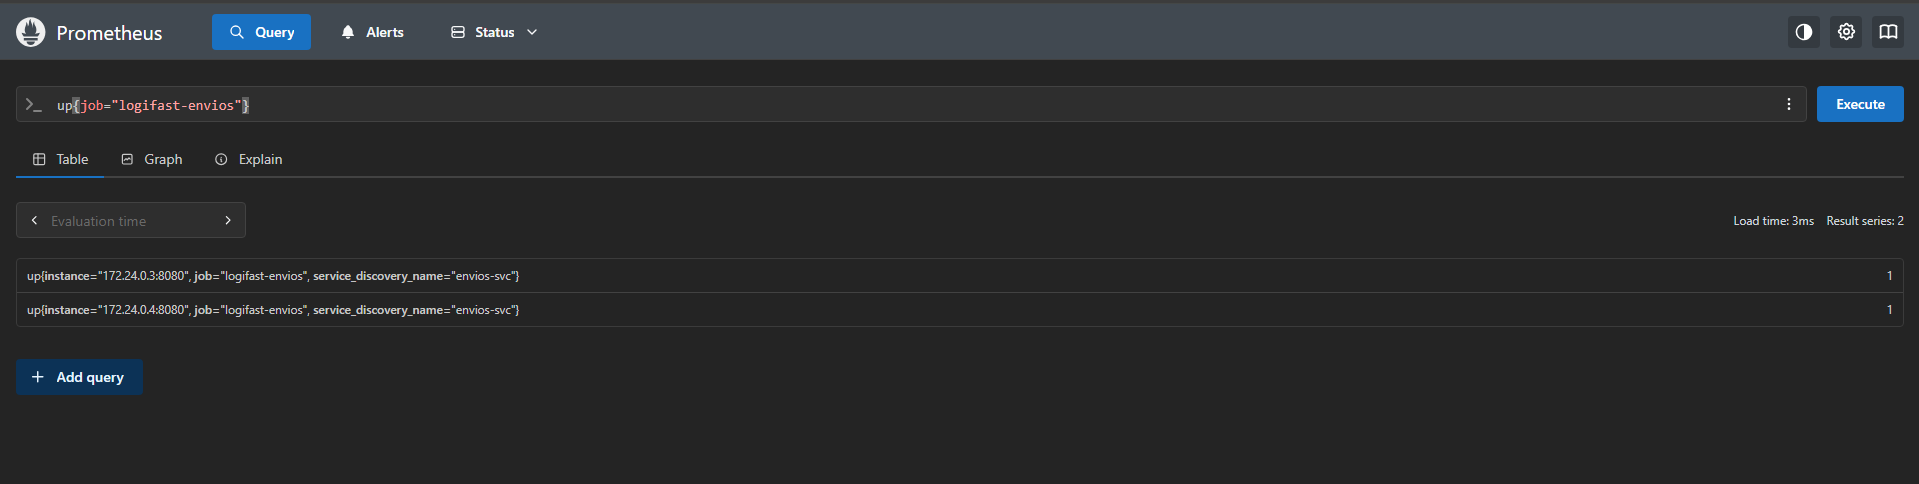 Prometheus Query Alerts Status
>_ up{job="logifast-envios"} Execute
Table Graph Explain
Evaluation time Load time: 3ms Result series: 2
up{instance="172.24.0.3:8080", job="logifast-envios", service_discovery_name="envios-svc"} 1
up{instance="172.24.0.4:8080", job="logifast-envios", service_discovery_name="envios-svc"} 1
Add query